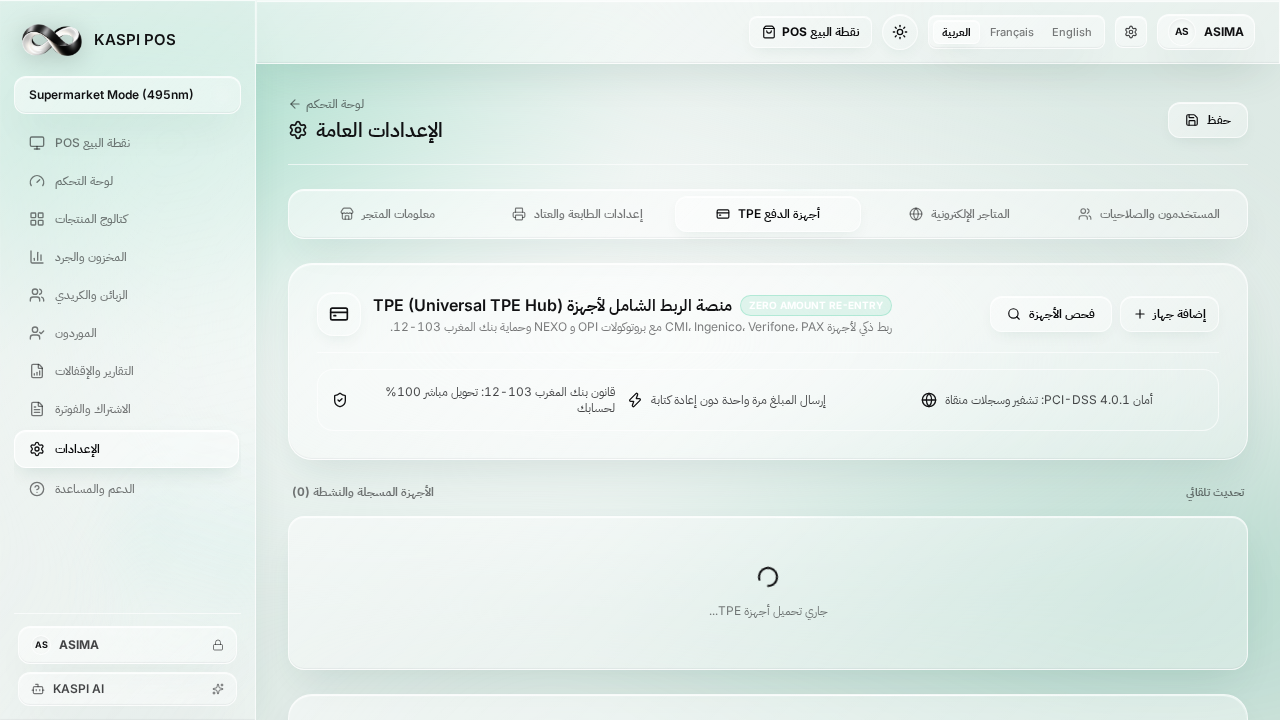 KASPI POS
Supermarket Mode (495nm)
نقطة البيع POS
لوحة التحكم
كتالوج المنتجات
المخزون والجرد
الزبائن والكريدي
الموردون
التقارير والإقفالات
الاشتراك والفوترة
الإعدادات
الدعم والمساعدة
AS ASIMA
KASPI AI
نقطة البيع POS
العربية
Français
English
AS ASIMA
لوحة التحكم
الإعدادات العامة
حفظ
معلومات المتجر
إعدادات الطابعة والعتاد
أجهزة الدفع TPE
المتاجر الإلكترونية
المستخدمون والصلاحيات
منصة الربط الشامل لأجهزة TPE (Universal TPE Hub)
ZERO AMOUNT RE-ENTRY
ربط ذكي لأجهزة CMI، Ingenico، Verifone، PAX مع بروتوكولات OPI و NEXO وحماية بنك المغرب 103-12.
فحص الأجهزة
إضافة جهاز
قانون بنك المغرب 103-12: تحويل مباشر 100%
لحسابك
إرسال المبلغ مرة واحدة دون إعادة كتابة
أمان PCI-DSS 4.0.1: تشفير وسجلات منقاة
الأجهزة المسجلة والنشطة (0)
تحديث تلقائي
جاري تحميل أجهزة TPE...